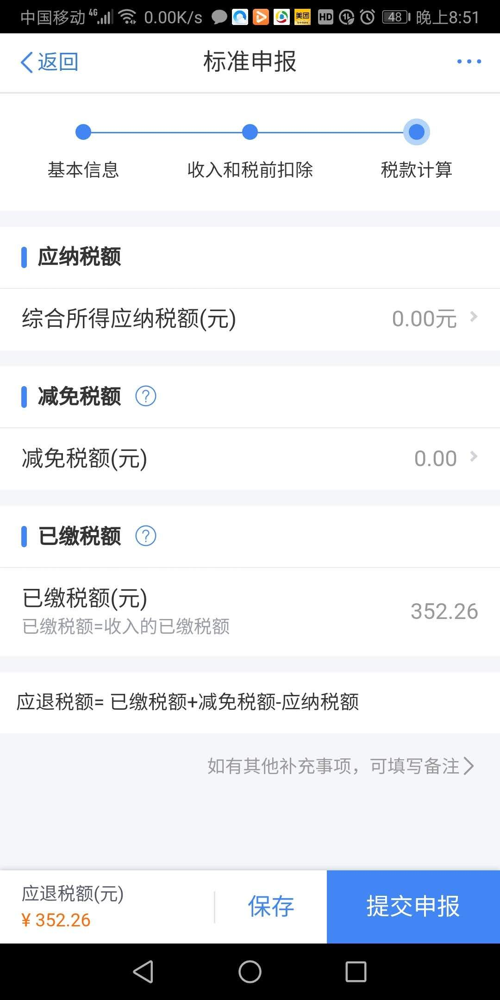 中国移动 4G 0.00K/s 美团 HD 48 晚上8:51
返回 标准申报
基本信息 收入和税前扣除 税款计算
应纳税额
综合所得应纳税额(元) 0.00元
减免税额 ?
减免税额(元) 0.00
已缴税额 ?
已缴税额(元) 352.26
已缴税额=收入的已缴税额
应退税额= 已缴税额+减免税额-应纳税额
如有其他补充事项，可填写备注
应退税额(元)
¥ 352.26
保存 提交申报